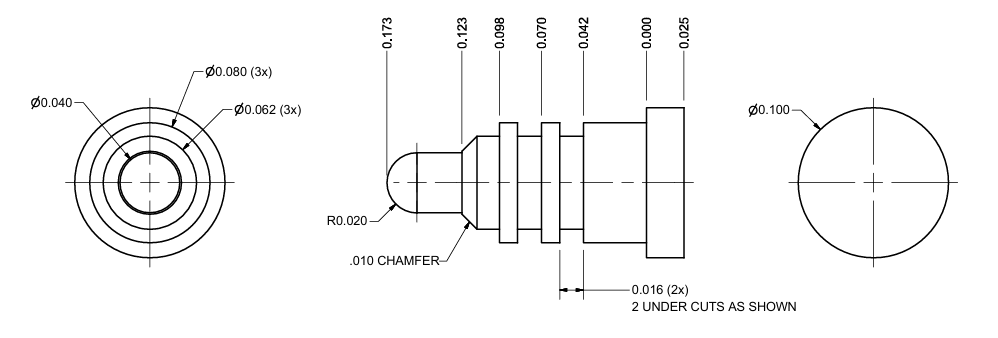 0.173
0.123
0.098
0.070
0.042
0.000
0.025
Ø0.080 (3x)
Ø0.040
Ø0.062 (3x)
Ø0.100
R0.020
.010 CHAMFER
0.016 (2x)
2 UNDER CUTS AS SHOWN